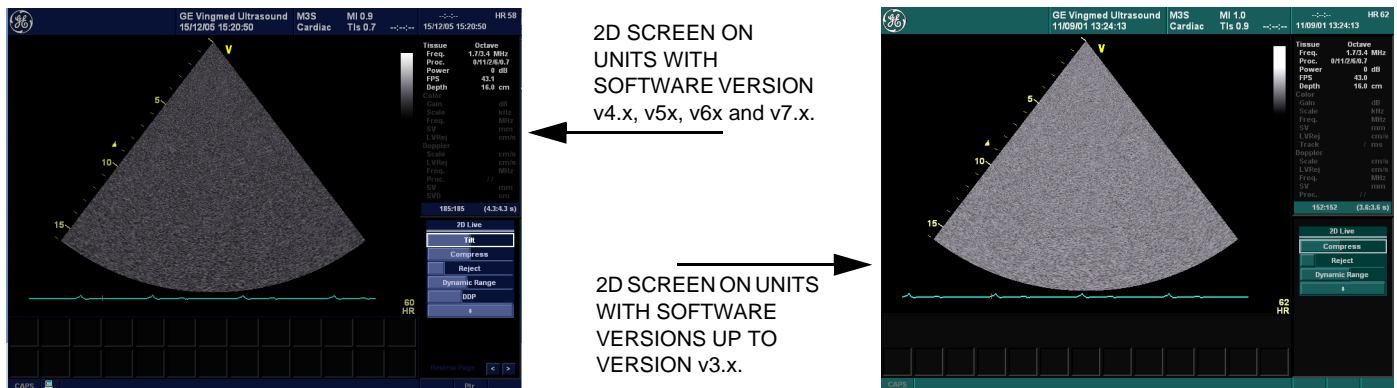 GE Vingmed Ultrasound M3S MI 0.9 --:--:-- HR 58
15/12/05 15:20:50 Cardiac TIs 0.7 --:--:-- 15/12/05 15:20:50
V
5
10
15
Tissue Octave
Freq. 1.7/3.4 MHz
Proc. 0/11/2/6/0.7
Power 0 dB
FPS 43.1
Depth 16.0 cm
Color
Gain dB
Scale kHz
Freq. MHz
SV mm
LVRej cm/s
Doppler
Scale cm/s
LVRej cm/s
Freq. MHz
Proc. / /
SV mm
SVD cm
185:185 (4.3:4.3 s)
2D Live
Tilt
Compress
Reject
Dynamic Range
DDP
60
HR
Reverse Page < >
CAPS Ptr
2D SCREEN ON
UNITS WITH
SOFTWARE VERSION
v4.x, v5x, v6x and v7.x.
2D SCREEN ON UNITS
WITH SOFTWARE
VERSIONS UP TO
VERSION v3.x.
GE Vingmed Ultrasound M3S MI 1.0 --:--:-- HR 62
11/09/01 13:24:13 Cardiac TIs 0.9 --:--:-- 11/09/01 13:24:13
V
5
10
15
Tissue Octave
Freq. 1.7/3.4 MHz
Proc. 0/11/2/6/0.7
Power 0 dB
FPS 43.0
Depth 16.0 cm
Color
Gain dB
Scale kHz
Freq. MHz
SV mm
LVRej cm/s
Track / ms
Doppler
Scale cm/s
LVRej cm/s
Freq. MHz
SV mm
Proc. / /
152:152 (3.6:3.6 s)
2D Live
Compress
Reject
Dynamic Range
62
HR
CAPS